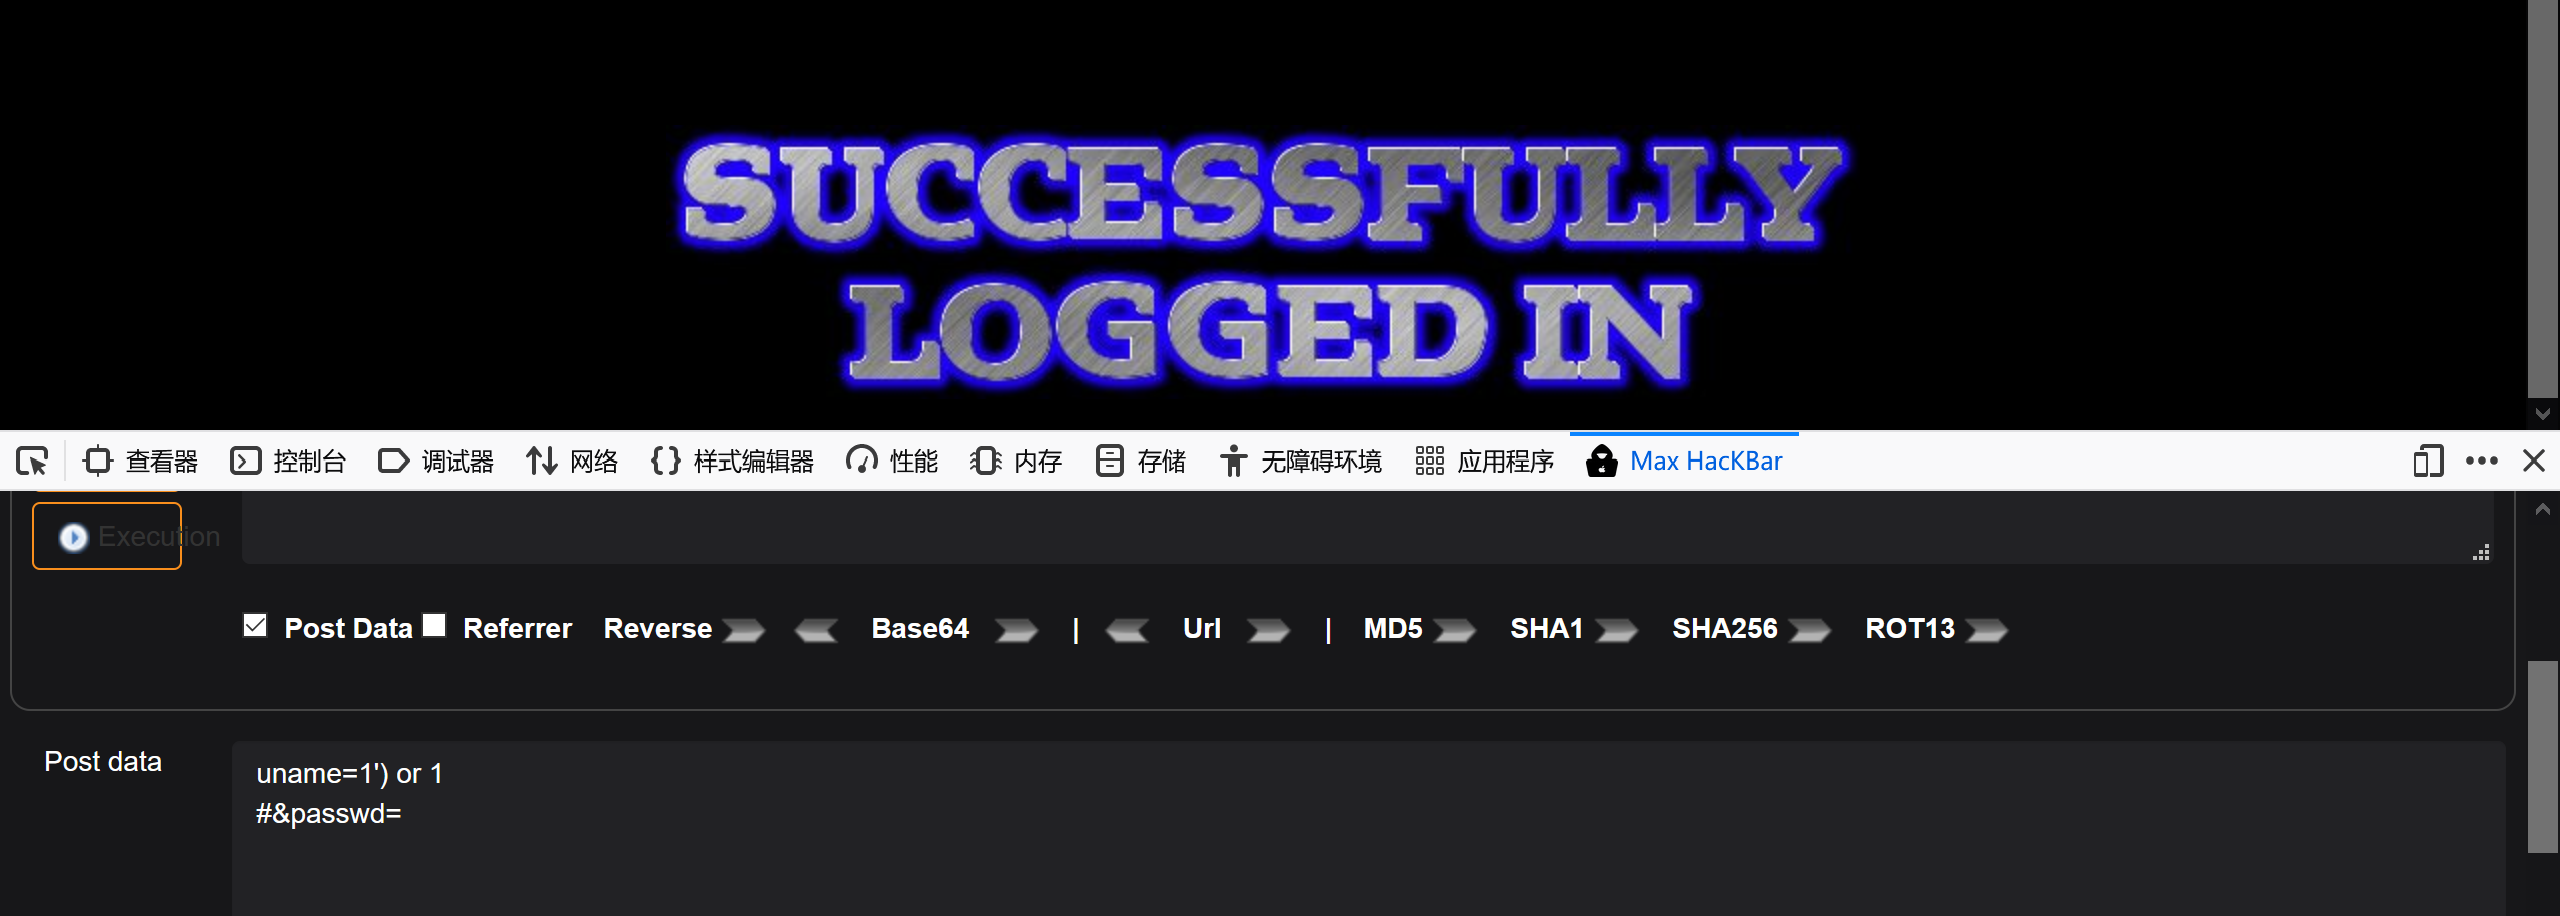 SUCCESSFULLY
LOGGED IN
查看器 控制台 调试器 网络 样式编辑器 性能 内存 存储 无障碍环境 应用程序 Max HacKBar
Execution
Post Data Referrer Reverse Base64 | Url | MD5 SHA1 SHA256 ROT13
Post data
uname=1') or 1
#&passwd=